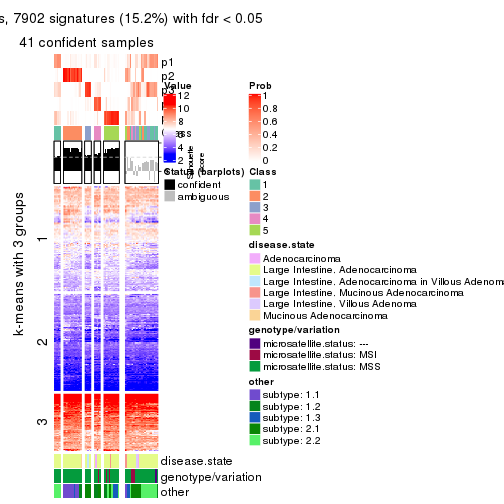 s, 7902 signatures (15.2%) with fdr < 0.05
41 confident samples
p1
p2
p3
Value
12
10
8
6
4
2
Prob
1
0.8
0.6
0.4
0.2
0
Silhouette score
Status (barplots)
confident
ambiguous
Class
1
2
3
4
5
k-means with 3 groups
1
2
3
disease.state
Adenocarcinoma
Large Intestine. Adenocarcinoma
Large Intestine. Adenocarcinoma in Villous Adenom
Large Intestine. Mucinous Adenocarcinoma
Large Intestine. Villous Adenoma
Mucinous Adenocarcinoma
genotype/variation
microsatellite.status: ---
microsatellite.status: MSI
microsatellite.status: MSS
other
subtype: 1.1
subtype: 1.2
subtype: 1.3
subtype: 2.1
subtype: 2.2
disease.state
genotype/variation
other